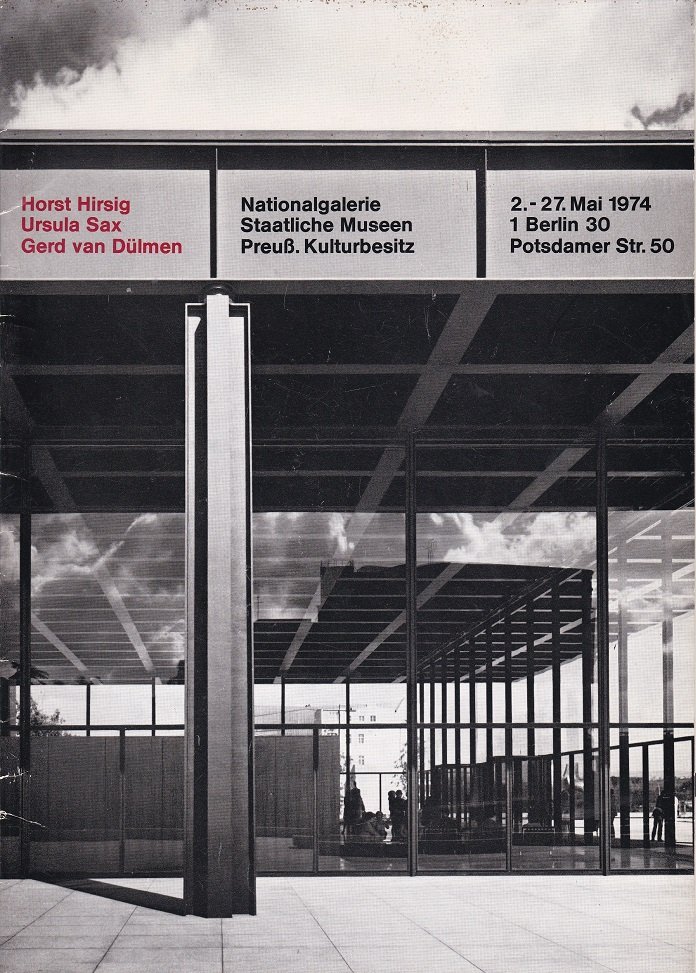 Horst Hirsig
Ursula Sax
Gerd van Dülmen
Nationalgalerie
Staatliche Museen
Preuß. Kulturbesitz
2.-27. Mai 1974
1 Berlin 30
Potsdamer Str. 50